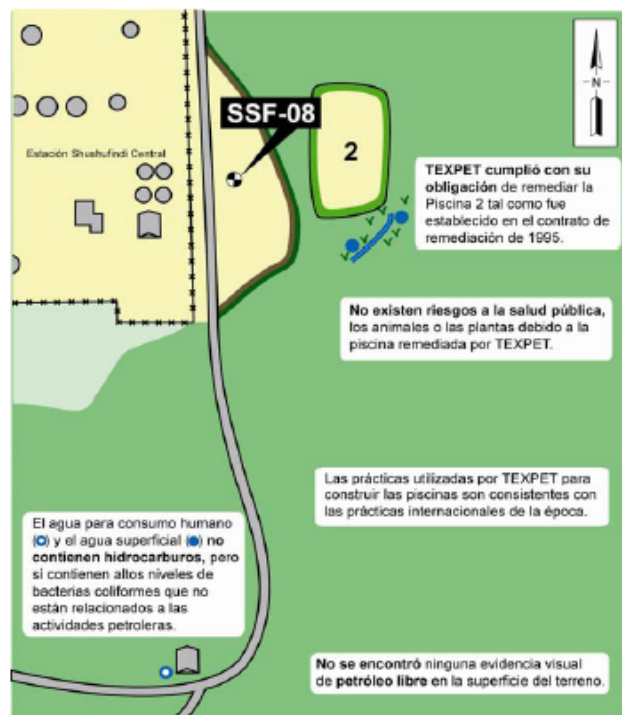 N
SSF-08
2
Estación Shushufindi Central
TEXPET cumplió con su
obligación de remediar la
Piscina 2 tal como fue
establecido en el contrato de
remediación de 1995.
No existen riesgos a la salud pública,
los animales o las plantas debido a la
piscina remediada por TEXPET.
Las prácticas utilizadas por TEXPET para
construir las piscinas son consistentes con
las prácticas internacionales de la época.
El agua para consumo humano
( ) y el agua superficial ( ) no
contienen hidrocarburos, pero
si contienen altos niveles de
bacterias coliformes que no
están relacionados a las
actividades petroleras.
No se encontró ninguna evidencia visual
de petróleo libre en la superficie del terreno.